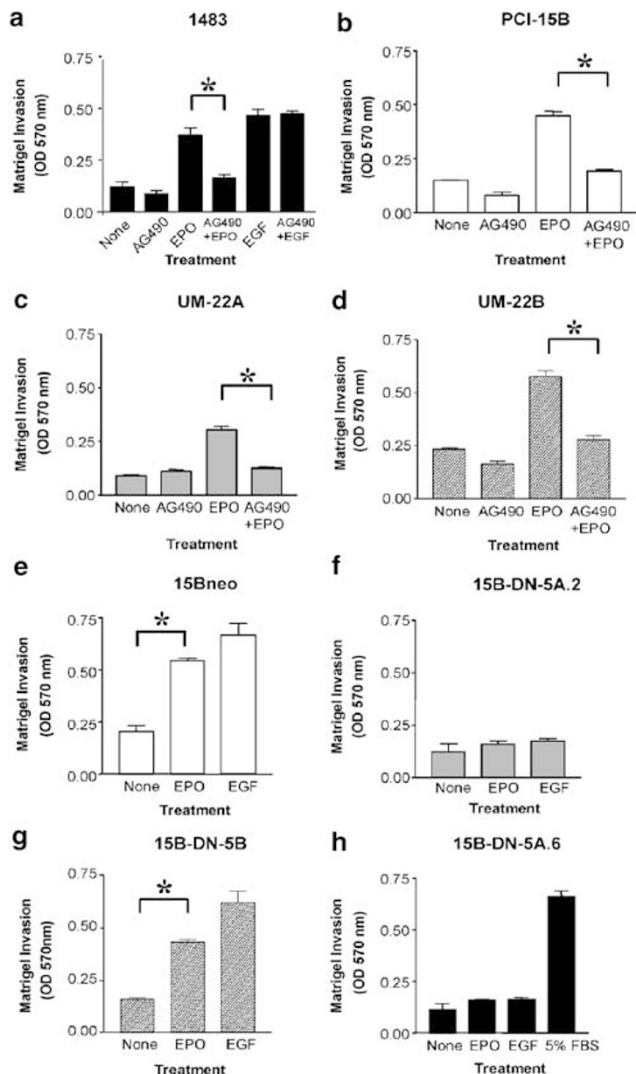 a
1483
*
0.75
0.50
0.25
0.00
Matrigel Invasion
(OD 570 nm)
None
AG490
EPO
AG490
+EPO
EGF
AG490
+EGF
Treatment
b
PCI-15B
*
0.75
0.50
0.25
0.00
Matrigel Invasion
(OD 570 nm)
None AG490 EPO AG490
+EPO
Treatment
c
UM-22A
*
0.75
0.50
0.25
0.00
Matrigel Invasion
(OD 570 nm)
None AG490 EPO AG490
+EPO
Treatment
d
UM-22B
*
0.75
0.50
0.25
0.00
Matrigel Invasion
(OD 570 nm)
None AG490 EPO AG490
+EPO
Treatment
e
15Bneo
*
0.75
0.50
0.25
0.00
Matrigel Invasion
(OD 570 nm)
None EPO EGF
Treatment
f
15B-DN-5A.2
0.75
0.50
0.25
0.00
Matrigel Invasion
(OD 570 nm)
None EPO EGF
Treatment
g
15B-DN-5B
*
0.75
0.50
0.25
0.00
Matrigel Invasion
(OD 570nm)
None EPO EGF
Treatment
h
15B-DN-5A.6
0.75
0.50
0.25
0.00
Matrigel Invasion
(OD 570 nm)
None EPO EGF 5% FBS
Treatment